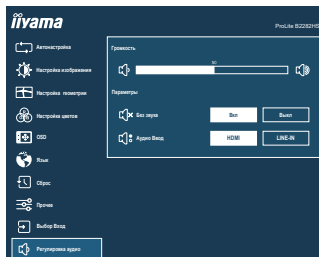 iiyama
ProLite B2282HS
Автонастройка
Настройка изображения
Настройка геометрии
Настройка цветов
OSD
Язык
Сброс
Прочее
Выбор Вход
Регулировка аудио
Громкость
50
Параметры
Без звука
Вкл
Выкл
Аудио Вход
HDMI
LINE-IN